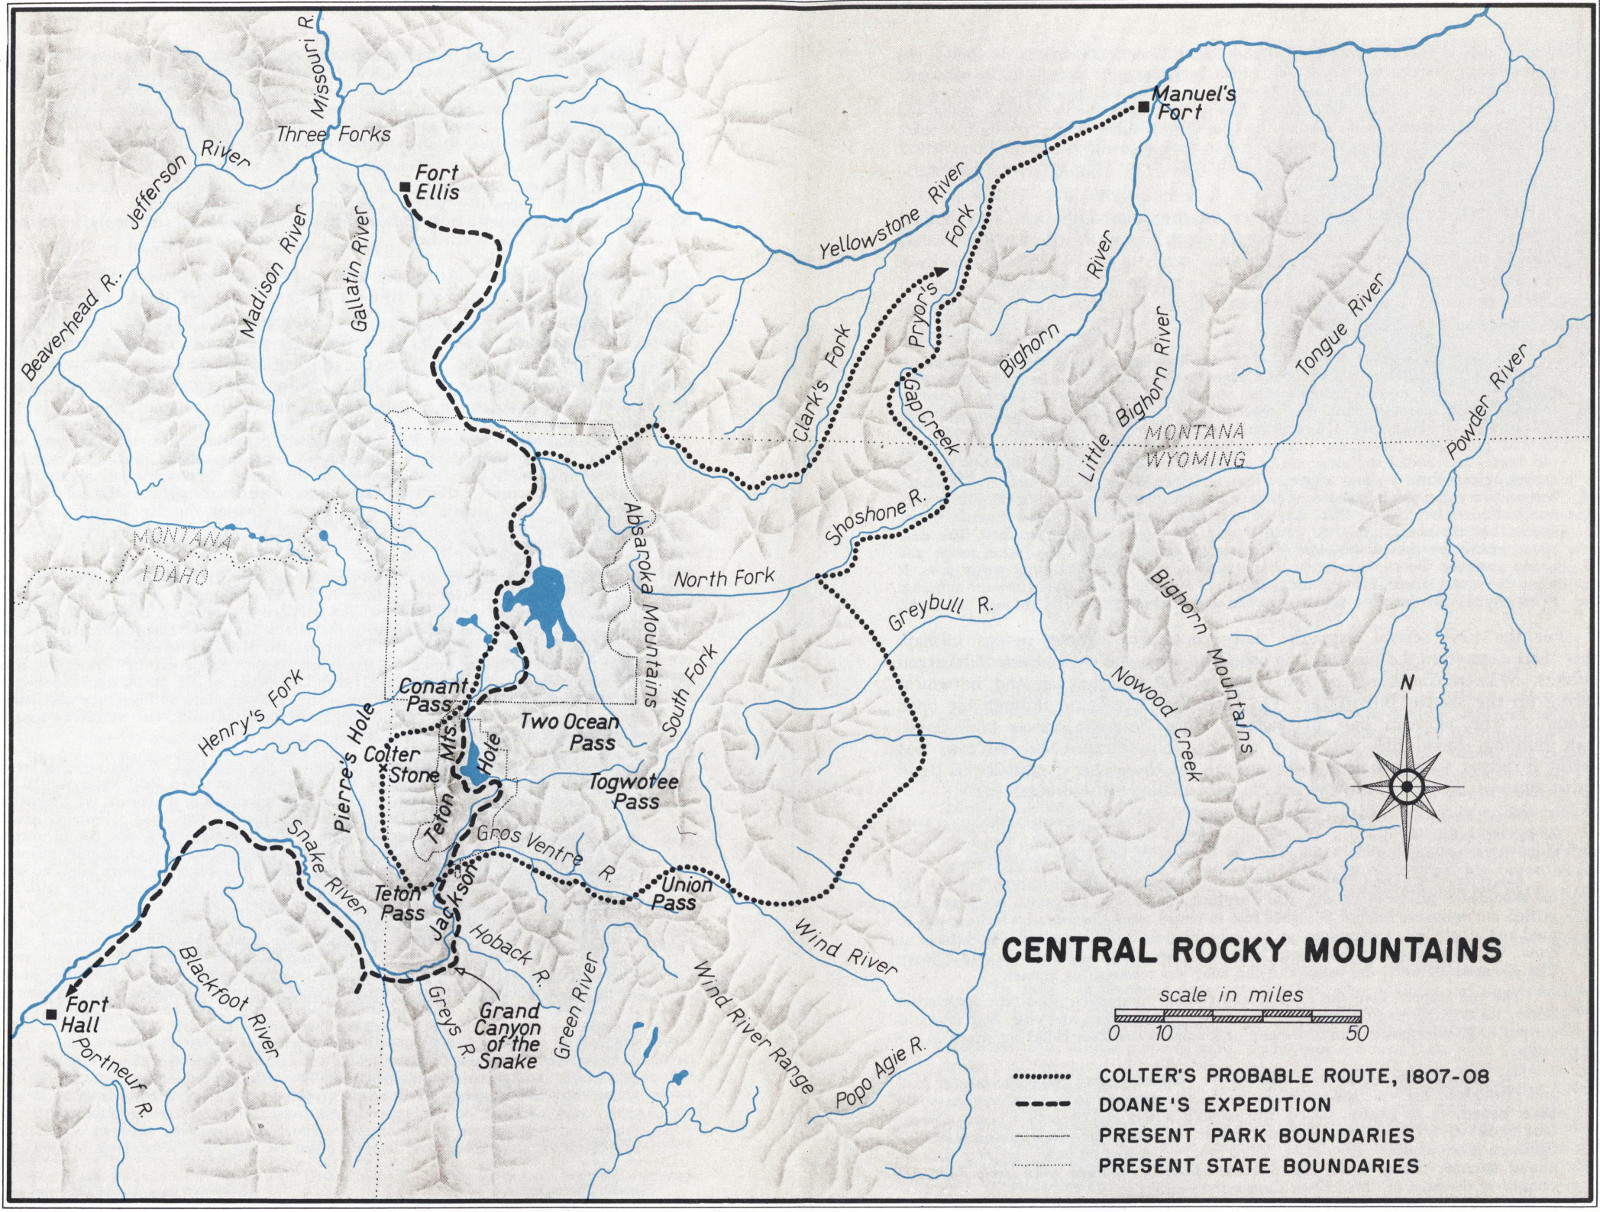 Missouri R.
Three Forks
Jefferson River
Fort
Ellis
Madison River
Gallatin River
Beaverhead R.
Manuel's
Fort
Yellowstone River
Pryor's Fork
Clark's Fork
Gap Creek
Bighorn River
Little Bighorn River
Tongue River
Powder River
MONTANA
WYOMING
MONTANA
IDAHO
Absaroka Mountains
Shoshone R.
North Fork
South Fork
Greybull R.
Bighorn Mountains
Nowood Creek
N
Henry's Fork
Conant
Pass
Pierre's Hole
Colter
Stone
Teton Mts.
Jackson Hole
Two Ocean
Pass
Togwotee
Pass
Gros Ventre R.
Union
Pass
Teton
Pass
Snake River
Hoback R.
Wind River
Wind River Range
Green River
Greys R.
Grand
Canyon
of the
Snake
Blackfoot River
Fort
Hall
Portneuf R.
Popo Agie R.
CENTRAL ROCKY MOUNTAINS
scale in miles
0 10 50
COLTER'S PROBABLE ROUTE, 1807-08
DOANE'S EXPEDITION
PRESENT PARK BOUNDARIES
PRESENT STATE BOUNDARIES